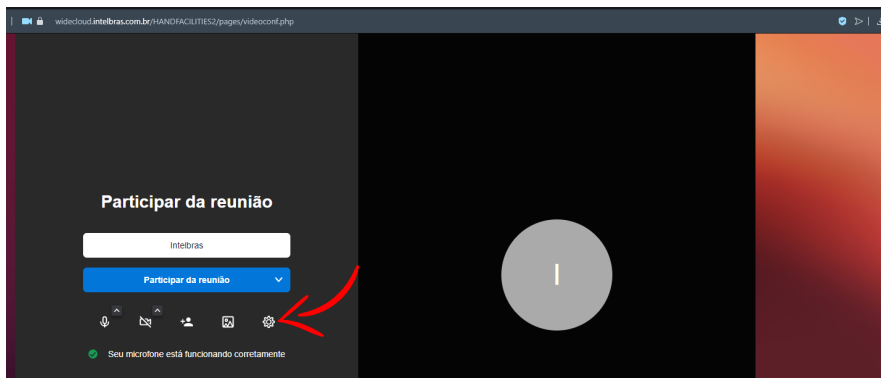 widecloud.intelbras.com.br/HANDFACILITIES2/pages/videoconf.php
Participar da reunião
Intelbras
Participar da reunião
Seu microfone está funcionando corretamente
I